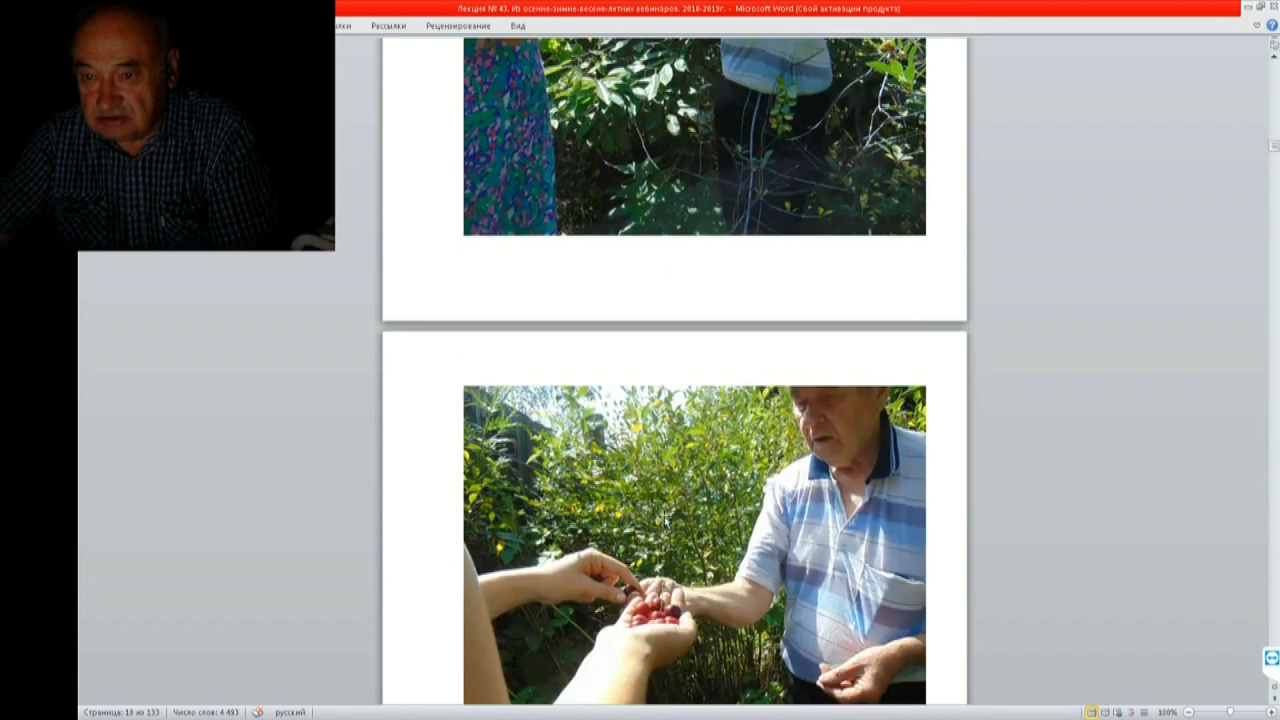 Лекция № 43. Из осенне-зимне-весене-летних вебинаров. 2018-2019г. - Microsoft Word (Сбой активации продукта)
Рассылки Рецензирование Вид
Страница: 18 из 133 Число слов: 4 493 русский 100%